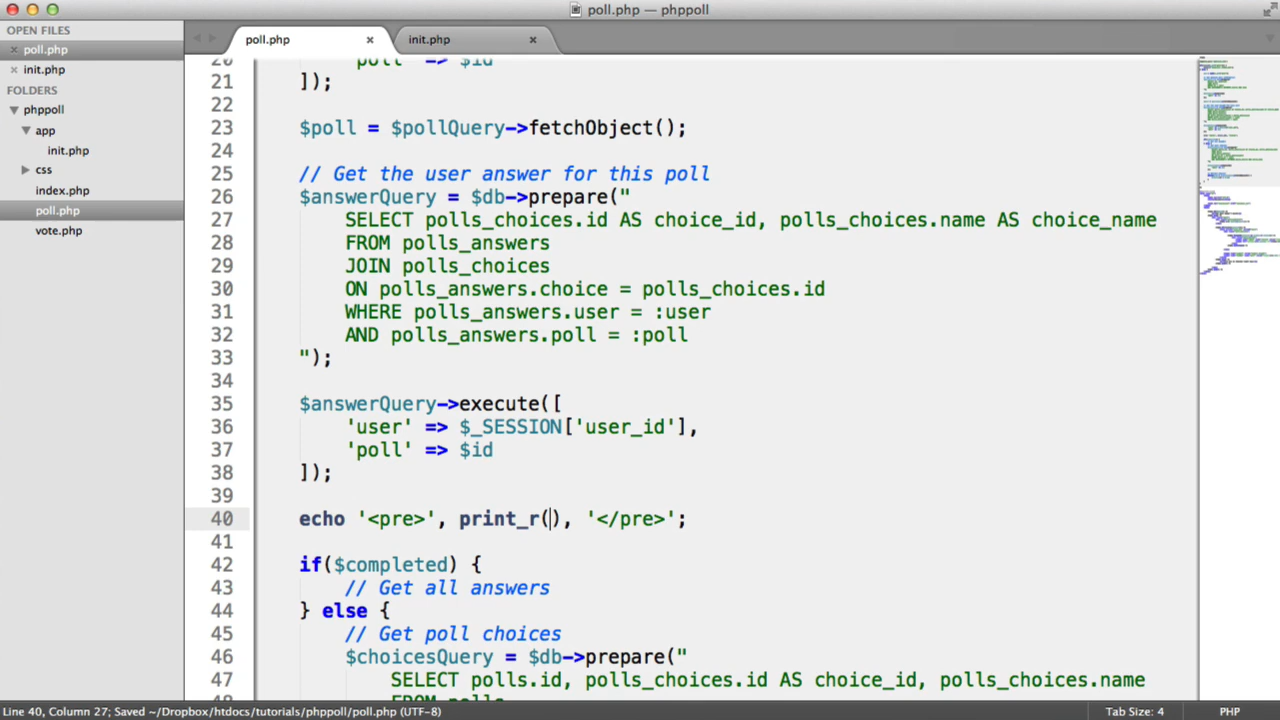 poll.php — phppoll
OPEN FILES
poll.php
init.php
FOLDERS
phppoll
app
init.php
css
index.php
poll.php
vote.php
poll.php
init.php
20 'poll' => $id
21 ]);
22
23 $poll = $pollQuery->fetchObject();
24
25 // Get the user answer for this poll
26 $answerQuery = $db->prepare("
27 SELECT polls_choices.id AS choice_id, polls_choices.name AS choice_name
28 FROM polls_answers
29 JOIN polls_choices
30 ON polls_answers.choice = polls_choices.id
31 WHERE polls_answers.user = :user
32 AND polls_answers.poll = :poll
33 ");
34
35 $answerQuery->execute([
36 'user' => $_SESSION['user_id'],
37 'poll' => $id
38 ]);
39
40 echo '<pre>', print_r(), '</pre>';
41
42 if($completed) {
43 // Get all answers
44 } else {
45 // Get poll choices
46 $choicesQuery = $db->prepare("
47 SELECT polls.id, polls_choices.id AS choice_id, polls_choices.name
48 FROM polls
Line 40, Column 27; Saved ~/Dropbox/htdocs/tutorials/phppoll/poll.php (UTF-8)
Tab Size: 4
PHP